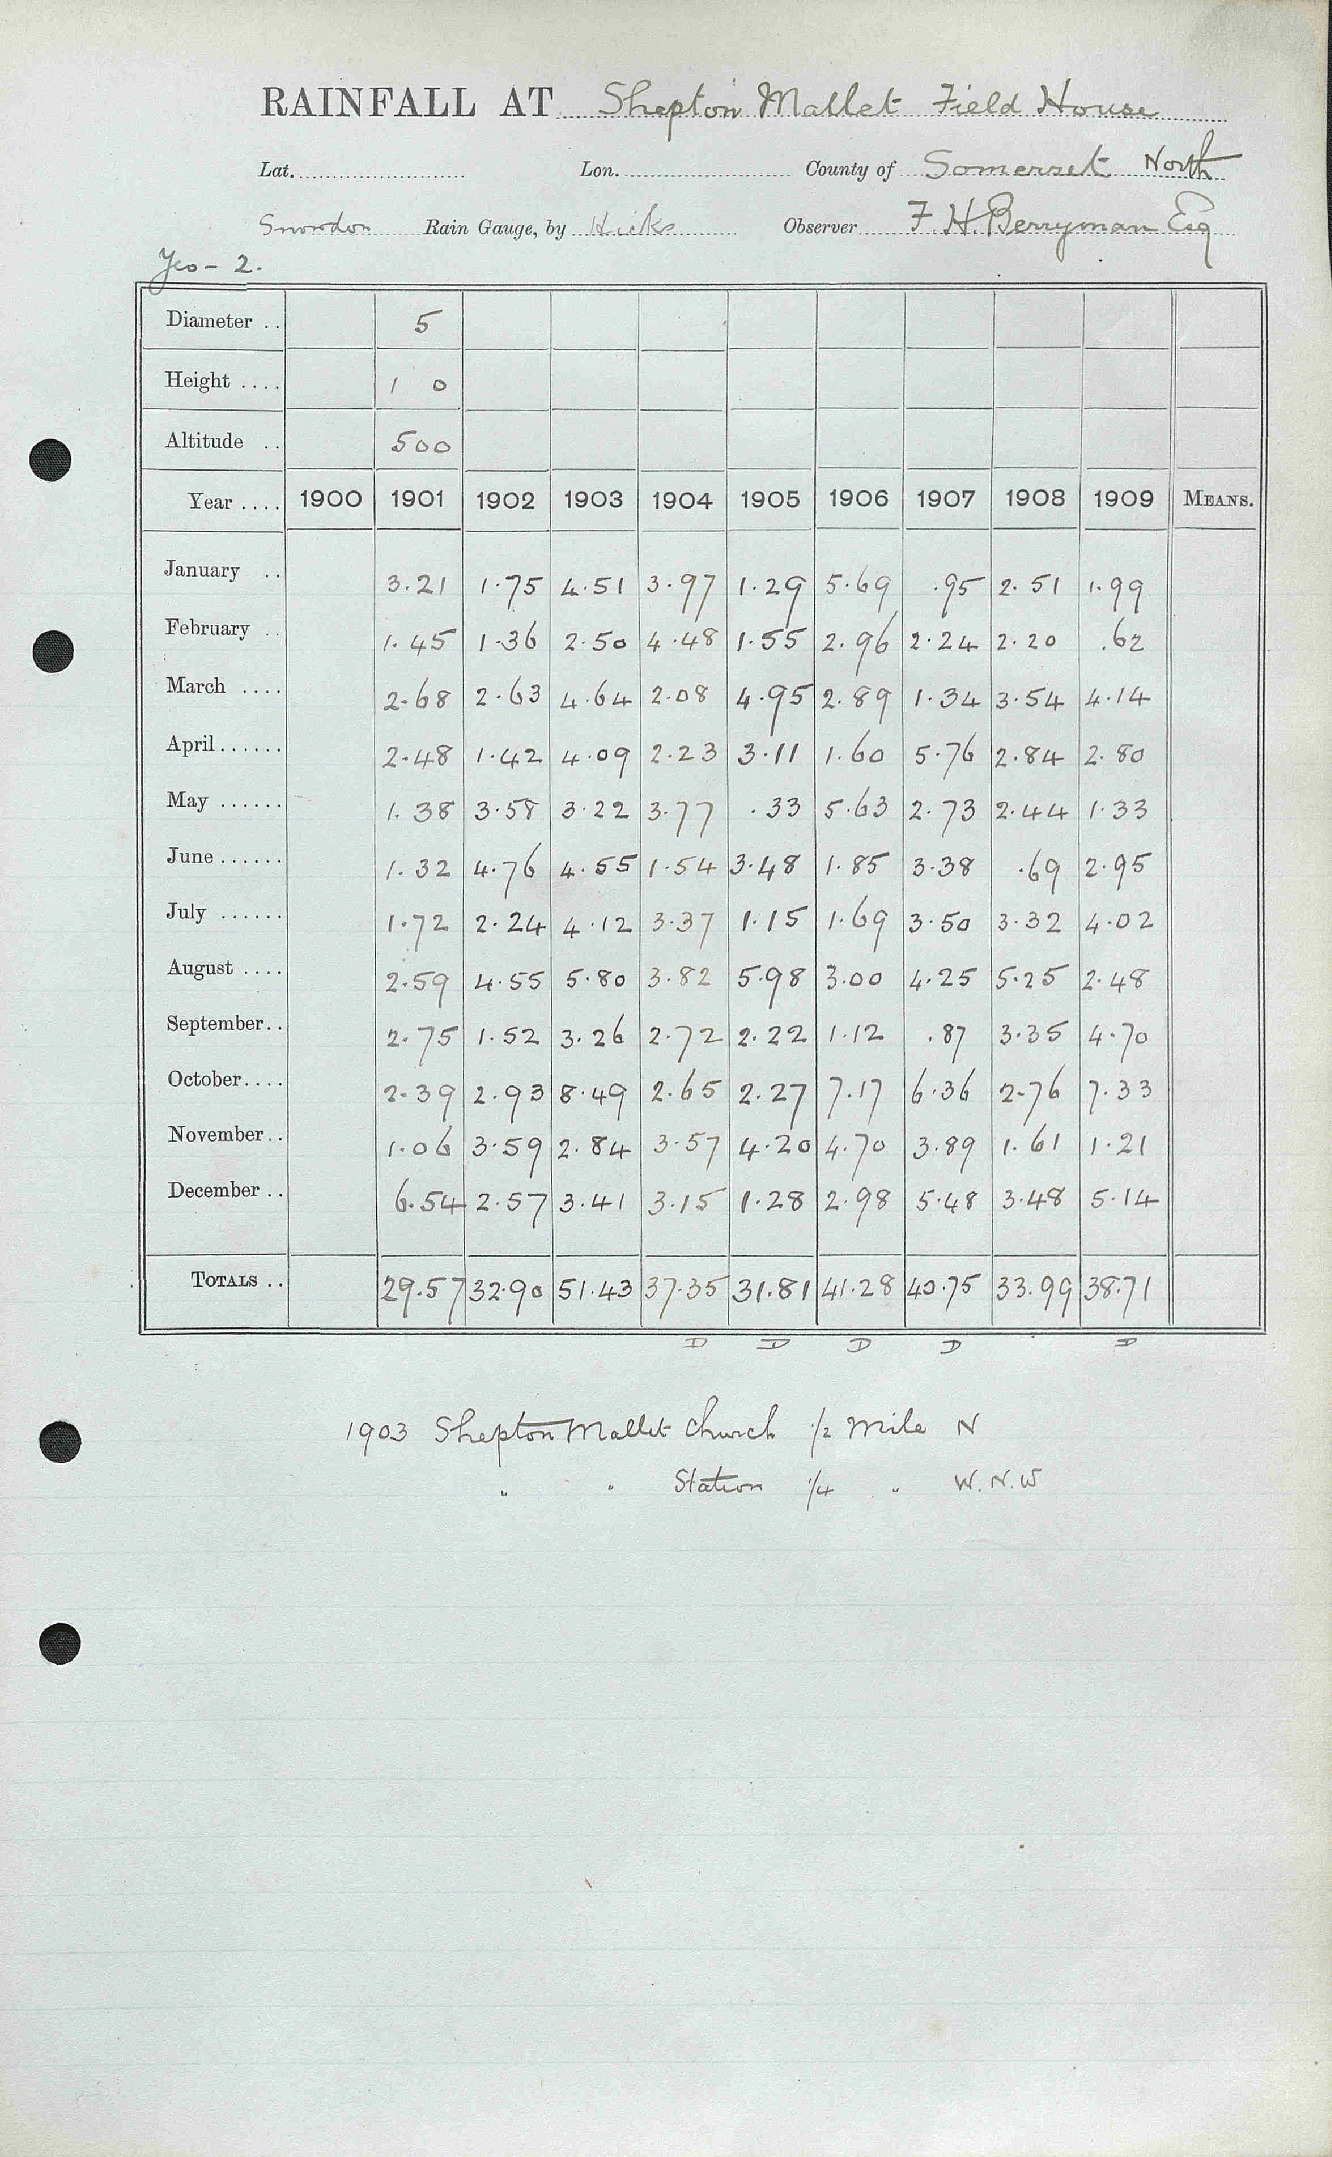 RAINFALL AT Shepton Mallet Field House
Lat. Lon. County of Somerset North
Snowdon Rain Gauge, by Hicks Observer F. H. Berryman Esq
Yeo - 2.
Diameter .. 5
Height .... 1 0
Altitude .. 500
Year .... 1900 1901 1902 1903 1904 1905 1906 1907 1908 1909 MEANS.
January .. 3.21 1.75 4.51 3.97 1.29 5.69 .95 2.51 1.99
February .. 1.45 1.36 2.50 4.48 1.55 2.96 2.24 2.20 .62
March .... 2.68 2.63 4.64 2.08 4.95 2.89 1.34 3.54 4.14
April...... 2.48 1.42 4.09 2.23 3.11 1.60 5.76 2.84 2.80
May ...... 1.38 3.58 3.22 3.77 .33 5.63 2.73 2.44 1.33
June...... 1.32 4.76 4.55 1.54 3.48 1.85 3.38 .69 2.95
July ...... 1.72 2.24 4.12 3.37 1.15 1.69 3.50 3.32 4.02
August .... 2.59 4.55 5.80 3.82 5.98 3.00 4.25 5.25 2.48
September.. 2.75 1.52 3.26 2.72 2.22 1.12 .87 3.35 4.70
October.... 2.39 2.93 8.49 2.65 2.27 7.17 6.36 2.76 7.33
November.. 1.06 3.59 2.84 3.57 4.20 4.70 3.89 1.61 1.21
December .. 6.54 2.57 3.41 3.15 1.28 2.98 5.48 3.48 5.14
TOTALS .. 29.57 32.90 51.43 37.35 31.81 41.28 40.75 33.99 38.71
D D D D D
1903 Shepton Mallet Church 1/2 Mile N
" " Station 1/4 " W.N.W